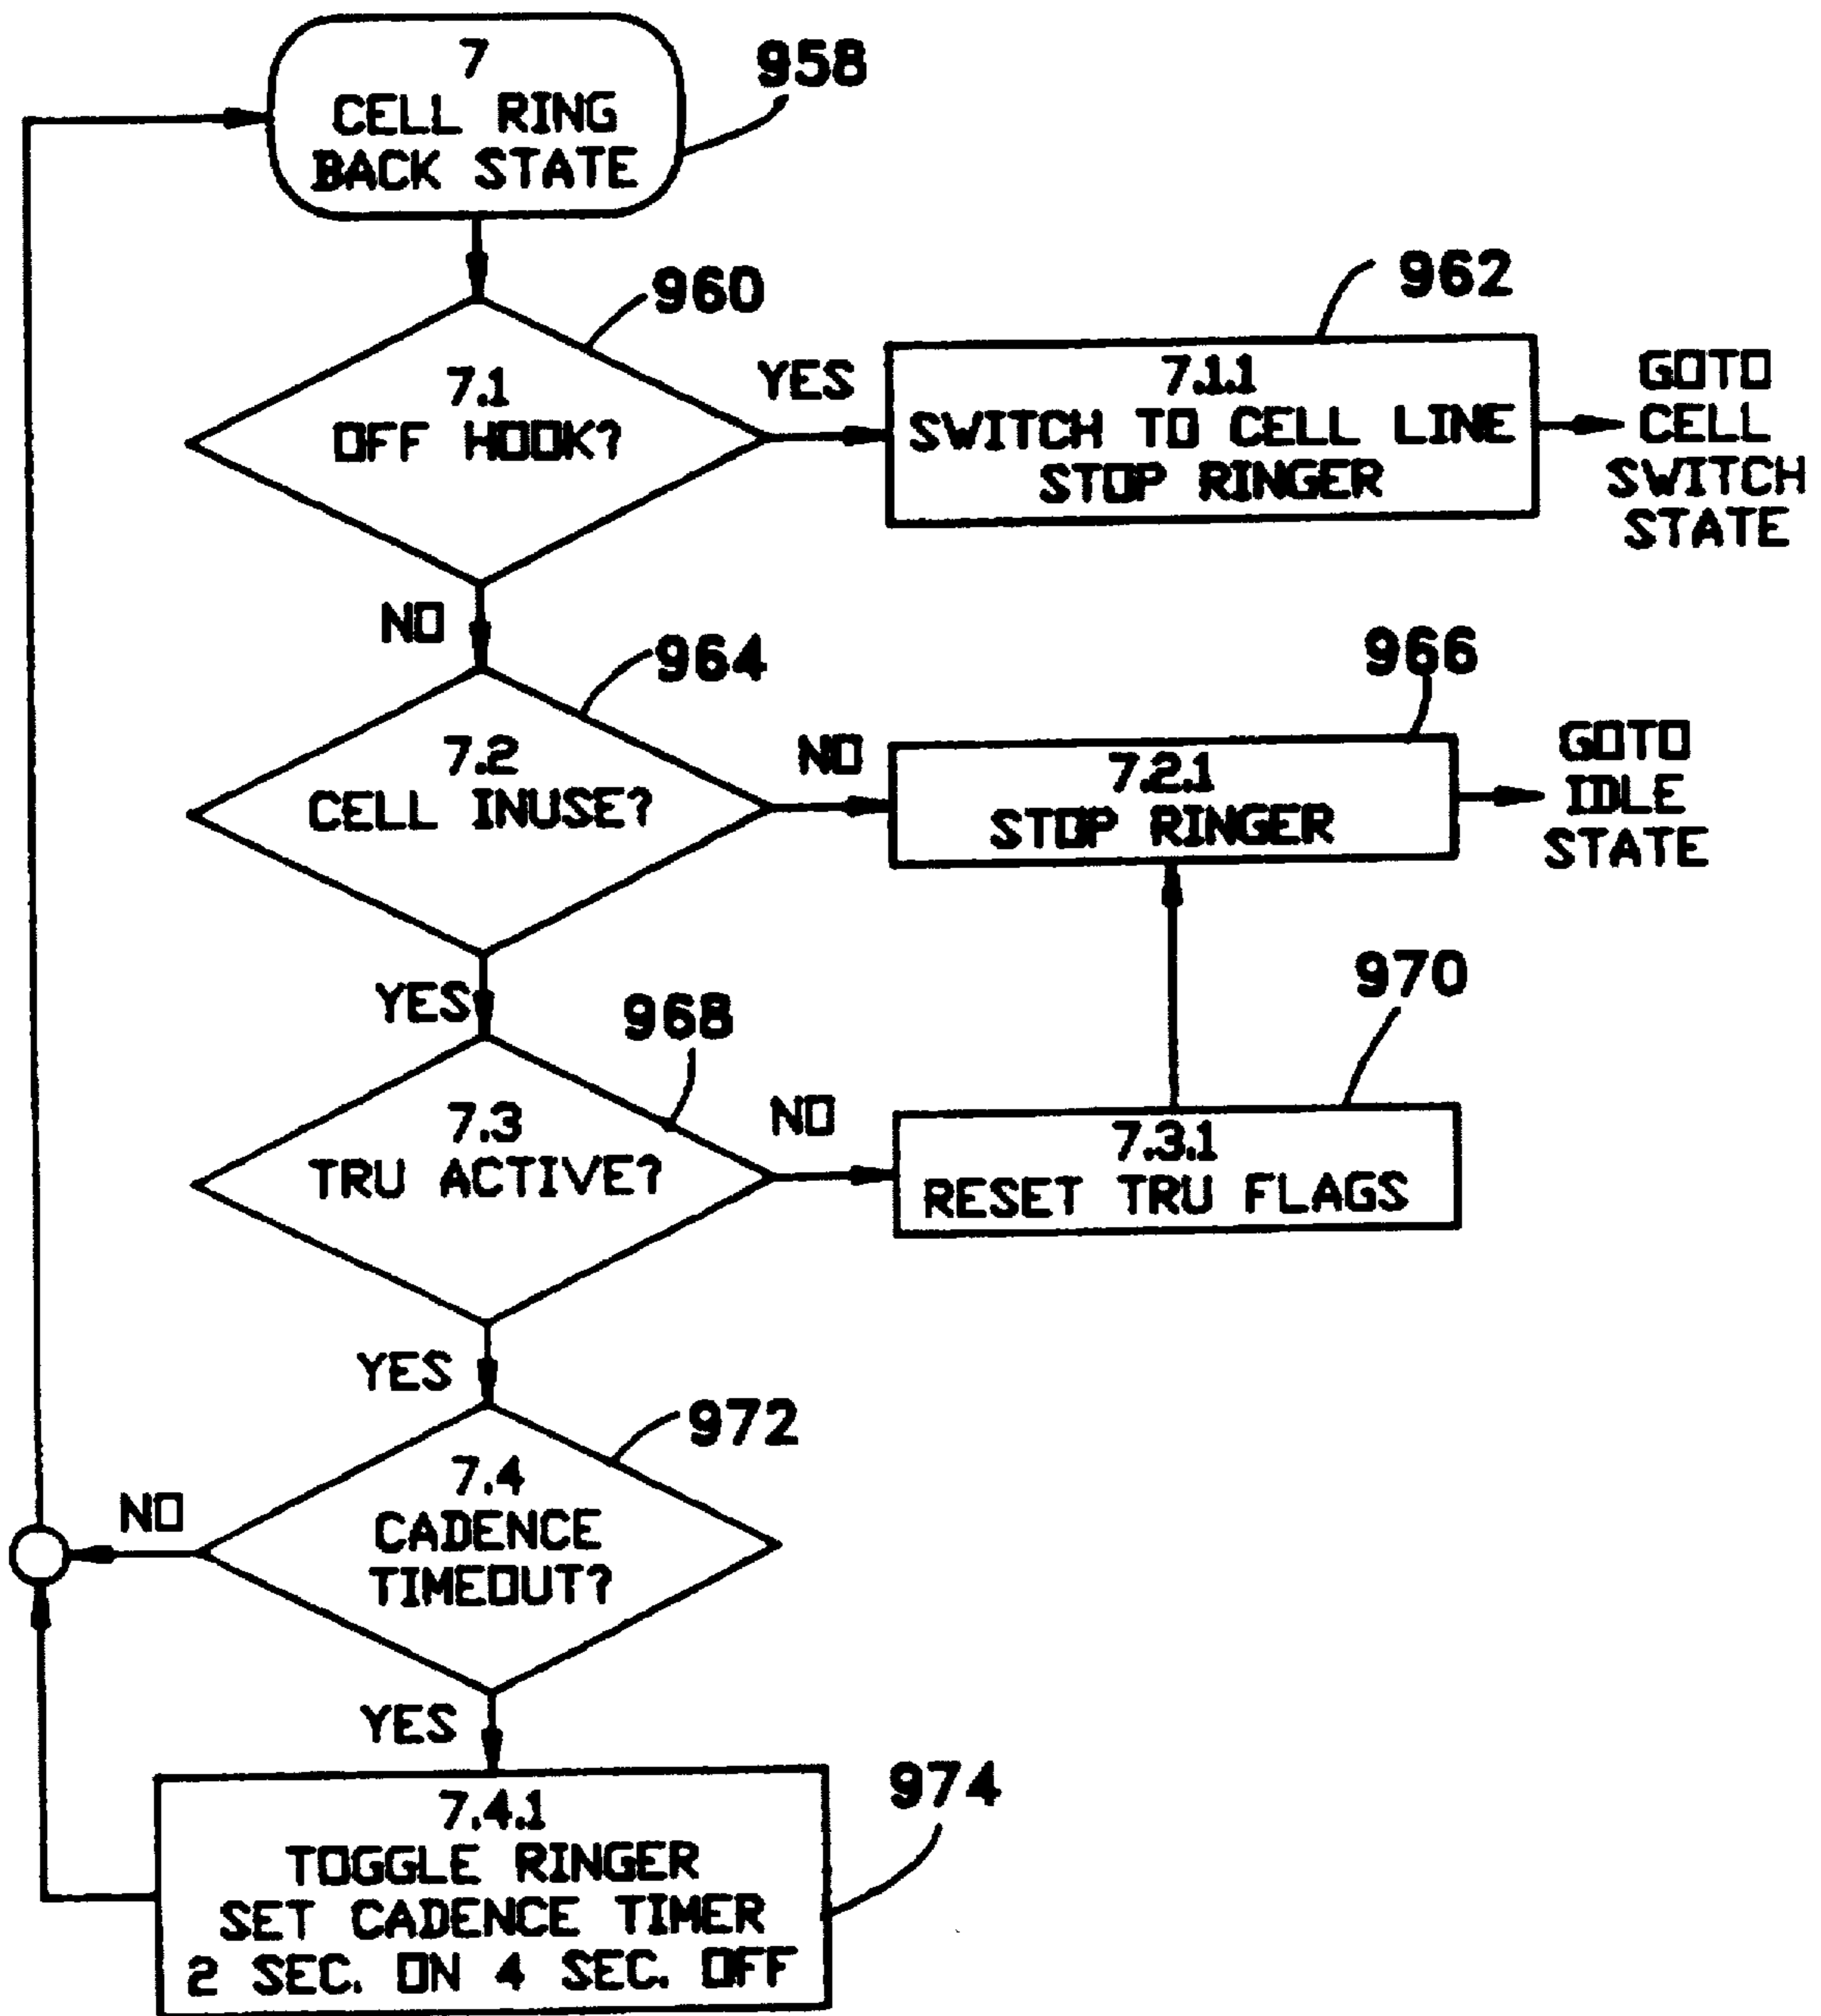 7
CELL RING
BACK STATE
958
960
7.1
OFF HOOK?
YES
962
7.1.1
SWITCH TO CELL LINE
STOP RINGER
GOTO
CELL
SWITCH
STATE
NO
964
7.2
CELL INUSE?
NO
966
7.2.1
STOP RINGER
GOTO
IDLE
STATE
YES
968
7.3
TRU ACTIVE?
NO
970
7.3.1
RESET TRU FLAGS
YES
972
7.4
CADENCE
TIMEOUT?
NO
YES
974
7.4.1
TOGGLE RINGER
SET CADENCE TIMER
2 SEC. ON 4 SEC. OFF